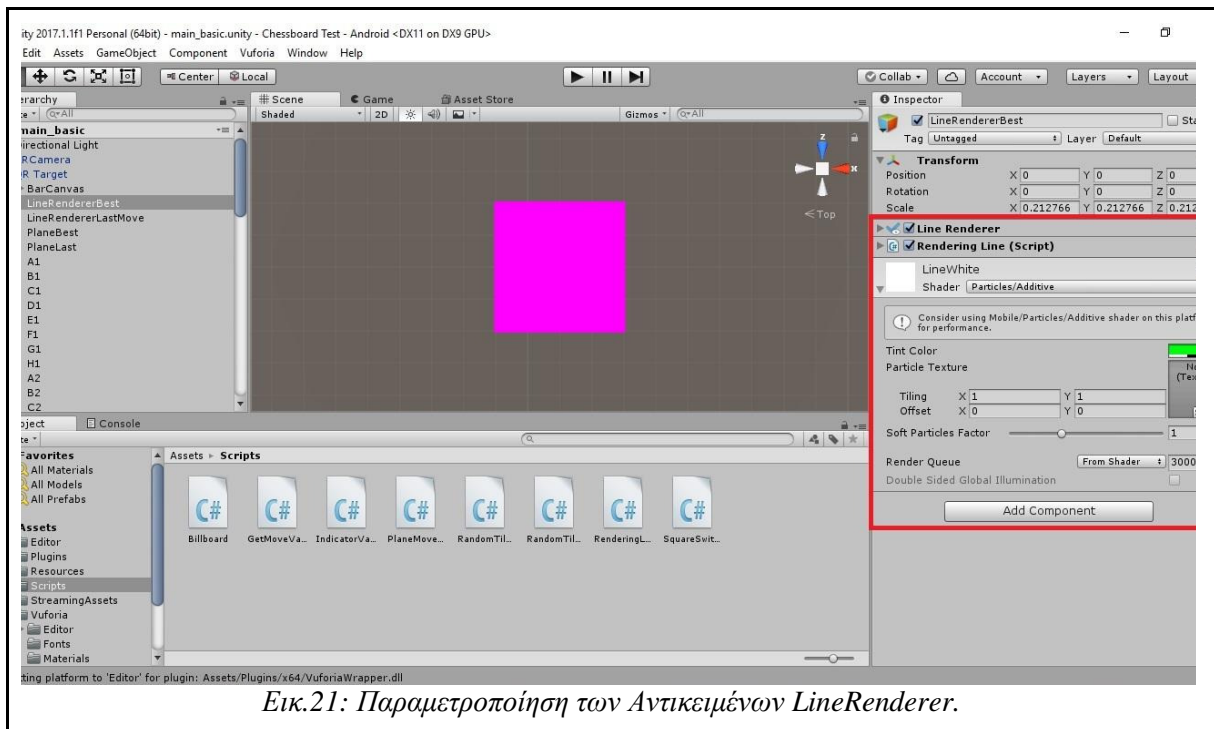 ity 2017.1.1f1 Personal (64bit) - main_basic.unity - Chessboard Test - Android <DX11 on DX9 GPU>
Edit Assets GameObject Component Vuforia Window Help
Center Local Collab Account Layers Layout
erarchy
QAll
main_basic
irectional Light
RCamera
R Target
BarCanvas
LineRendererBest
LineRendererLastMove
PlaneBest
PlaneLast
A1
B1
C1
D1
E1
F1
G1
H1
A2
B2
C2
Scene Game Asset Store
Shaded 2D Gizmos QAll
z
x
Top
Inspector
LineRendererBest Sta
Tag Untagged Layer Default
Transform
Position X 0 Y 0 Z 0
Rotation X 0 Y 0 Z 0
Scale X 0.212766 Y 0.212766 Z 0.212
Line Renderer
Rendering Line (Script)
LineWhite
Shader Particles/Additive
Consider using Mobile/Particles/Additive shader on this platf
for performance.
Tint Color
Particle Texture
(Tex
Tiling X 1 Y 1
Offset X 0 Y 0
Soft Particles Factor 1
Render Queue From Shader 3000
Double Sided Global Illumination
Add Component
oject Console
Favorites
All Materials
All Models
All Prefabs
Assets
Editor
Plugins
Resources
Scripts
StreamingAssets
Vuforia
Editor
Fonts
Materials
Assets Scripts
C# C# C# C# C# C# C# C#
Billboard GetMoveVa... IndicatorVa... PlaneMove... RandomTil... RandomTil... RenderingL... SquareSwit...
ting platform to 'Editor' for plugin: Assets/Plugins/x64/VuforiaWrapper.dll
Εικ.21: Παραμετροποίηση των Αντικειμένων LineRenderer.